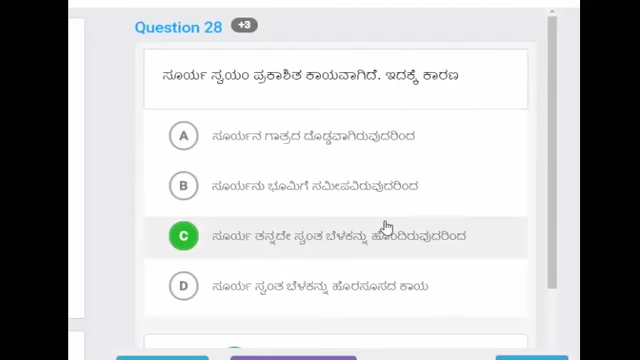 Question 28 +3
ಸೂರ್ಯ ಸ್ವಯಂ ಪ್ರಕಾಶಿತ ಕಾಯವಾಗಿದೆ. ಇದಕ್ಕೆ ಕಾರಣ
A ಸೂರ್ಯನ ಗಾತ್ರದ ದೊಡ್ಡವಾಗಿರುವುದರಿಂದ
B ಸೂರ್ಯನು ಭೂಮಿಗೆ ಸಮೀಪವಿರುವುದರಿಂದ
C ಸೂರ್ಯ ತನ್ನದೇ ಸ್ವಂತ ಬೆಳಕನ್ನು ಹೊಂದಿರುವುದರಿಂದ
D ಸೂರ್ಯ ಸ್ವಂತ ಬೆಳಕನ್ನು ಹೊರಸೂಸದ ಕಾಯ